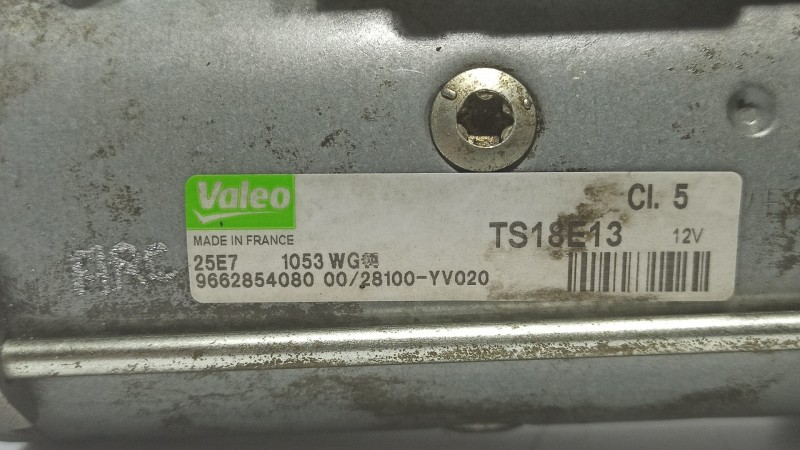 Valeo
Cl. 5
MADE IN FRANCE
TS18E13 12V
25E7 1053 WG
9662854080 00/28100-YV020